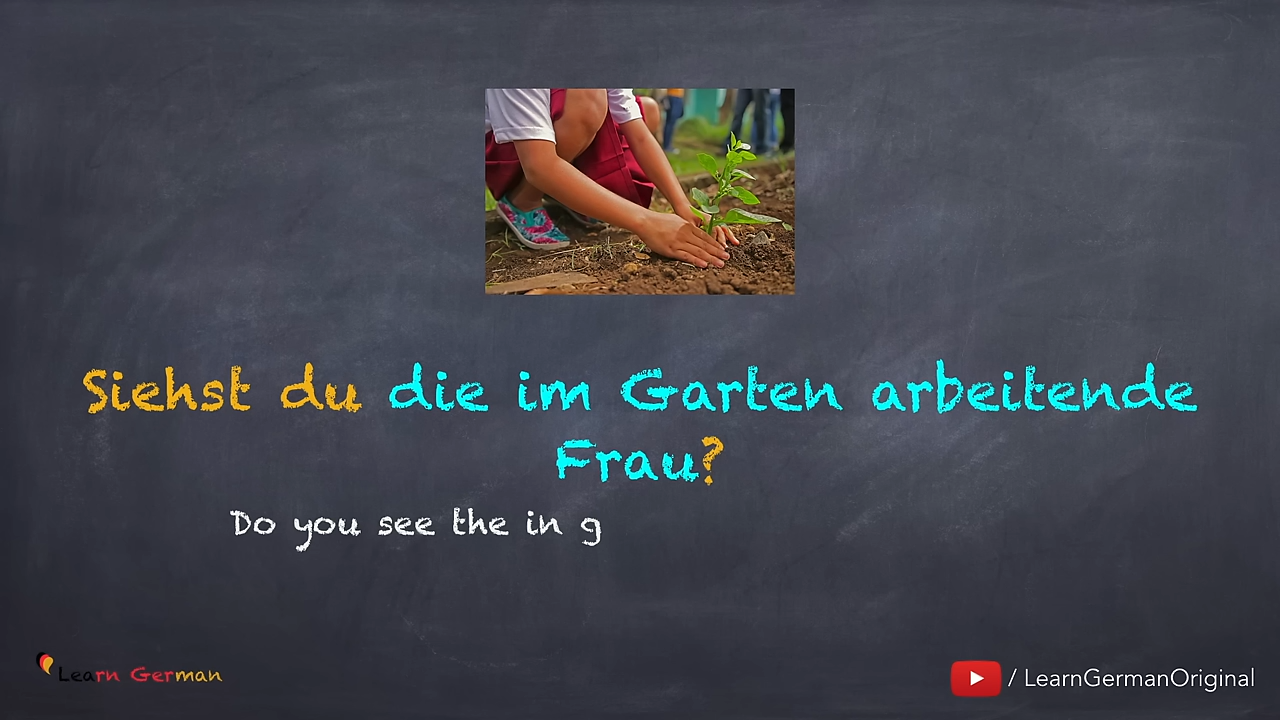 Siehst du die im Garten arbeitende
Frau?
Do you see the in g
Learn German
/ LearnGermanOriginal